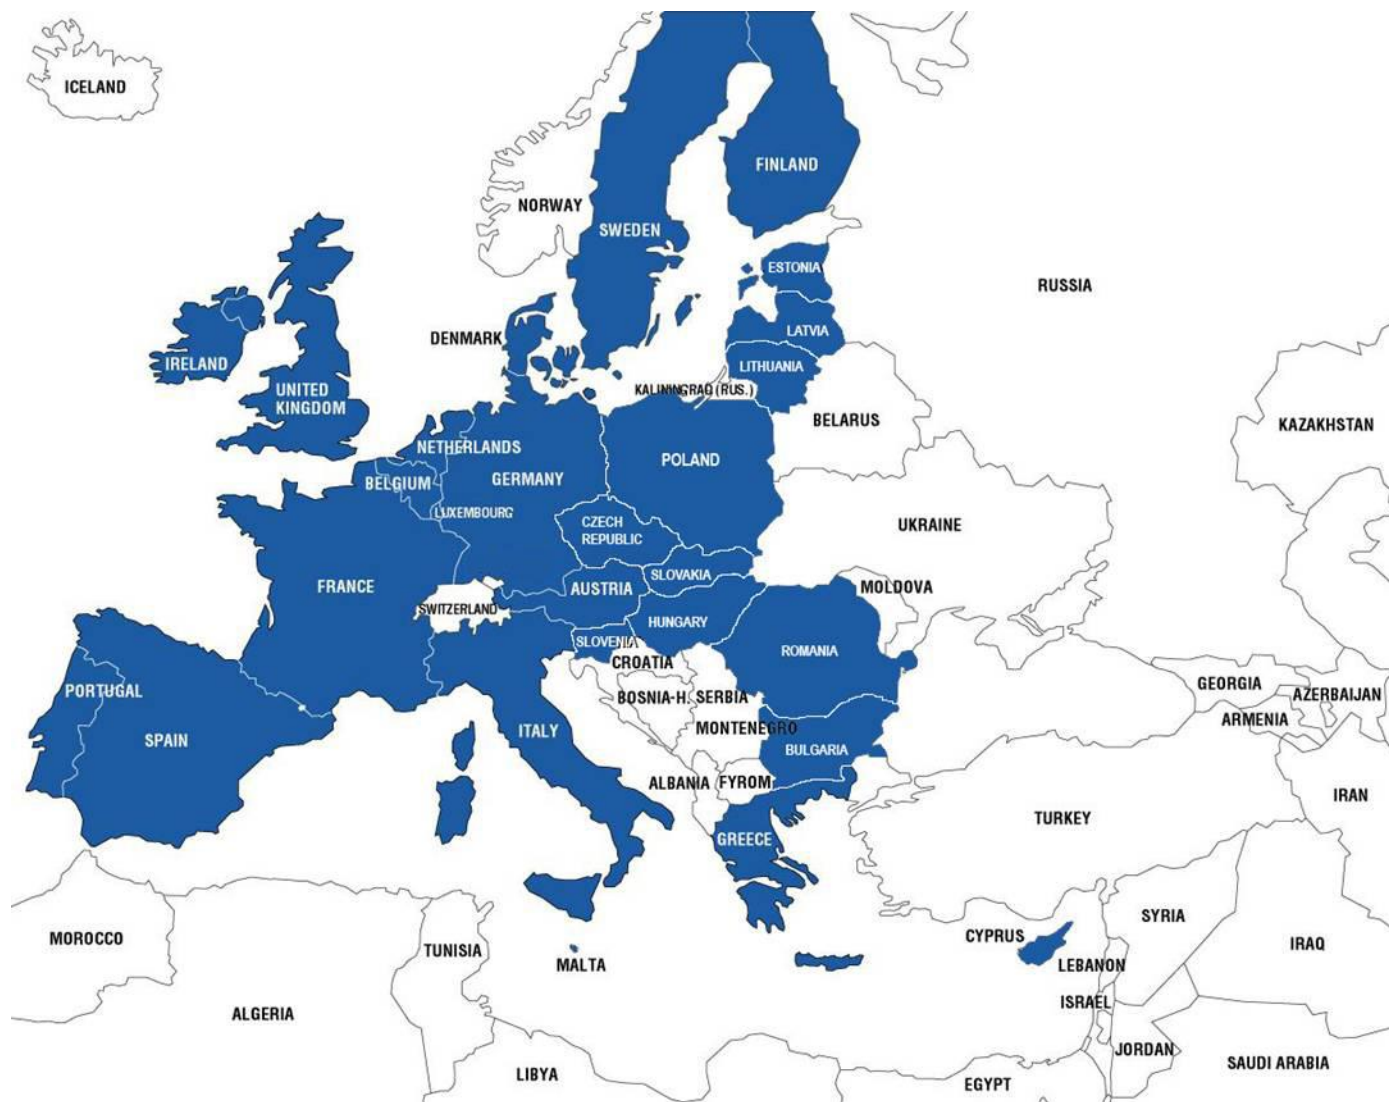 ICELAND
FINLAND
NORWAY
SWEDEN
ESTONIA
RUSSIA
DENMARK
LATVIA
IRELAND
LITHUANIA
UNITED
KINGDOM
KALININGRAD (RUS.)
BELARUS
KAZAKHSTAN
NETHERLANDS
POLAND
BELGIUM
GERMANY
LUXEMBOURG
CZECH
REPUBLIC
UKRAINE
SLOVAKIA
FRANCE
AUSTRIA
MOLDOVA
SWITZERLAND
HUNGARY
SLOVENIA
ROMANIA
CROATIA
PORTUGAL
BOSNIA-H.
SERBIA
GEORGIA
AZERBAIJAN
ARMENIA
SPAIN
ITALY
MONTENEGRO
BULGARIA
ALBANIA
FYROM
IRAN
GREECE
TURKEY
SYRIA
MOROCCO
TUNISIA
CYPRUS
IRAQ
MALTA
LEBANON
ISRAEL
ALGERIA
JORDAN
SAUDI ARABIA
LIBYA
EGYPT